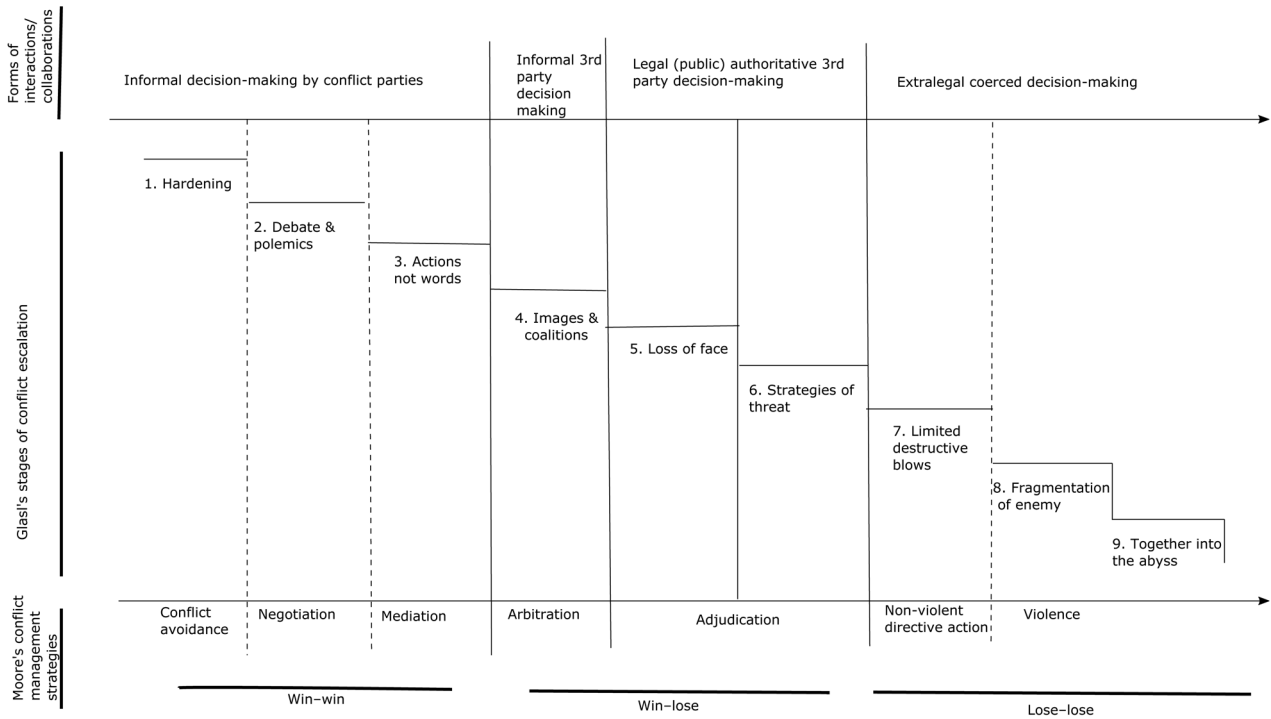 Forms of
interactions/
collaborations
Informal decision-making by conflict parties
Informal 3rd
party
decision
making
Legal (public) authoritative 3rd
party decision-making
Extralegal coerced decision-making
Glasl's stages of conflict escalation
1. Hardening
2. Debate &
polemics
3. Actions
not words
4. Images &
coalitions
5. Loss of face
6. Strategies of
threat
7. Limited
destructive
blows
8. Fragmentation
of enemy
9. Together into
the abyss
Moore's conflict
management
strategies
Conflict
avoidance
Negotiation
Mediation
Arbitration
Adjudication
Non-violent
directive action
Violence
Win–win
Win–lose
Lose–lose